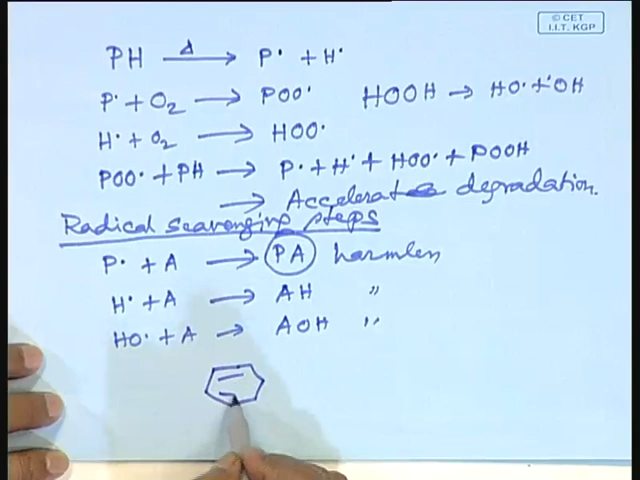 © CET
I.I.T. KGP
PH —Δ→ P• + H•
P• + O₂ → POO•    HOOH → HO• + •OH
H• + O₂ → HOO•
POO• + PH → P• + H• + HOO• + POOH
→ Accelerate degradation.
Radical scavenging steps
P• + A → PA harmless
H• + A → AH "
HO• + A → AOH "